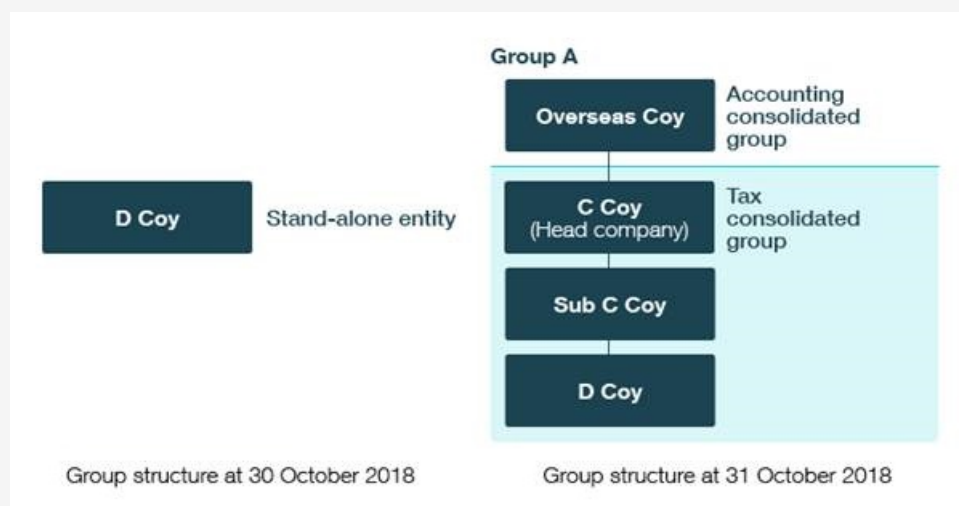 Group A
Overseas Coy
Accounting
consolidated
group
D Coy
Stand-alone entity
C Coy
(Head company)
Tax
consolidated
group
Sub C Coy
D Coy
Group structure at 30 October 2018
Group structure at 31 October 2018